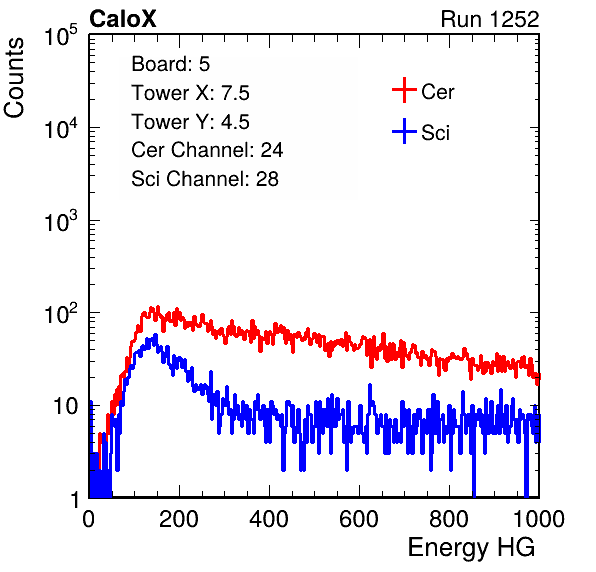 CaloX Run 1252
Counts
10^5
10^4
10^3
10^2
10
1
Board: 5
Tower X: 7.5
Tower Y: 4.5
Cer Channel: 24
Sci Channel: 28
Cer
Sci
0 200 400 600 800 1000
Energy HG